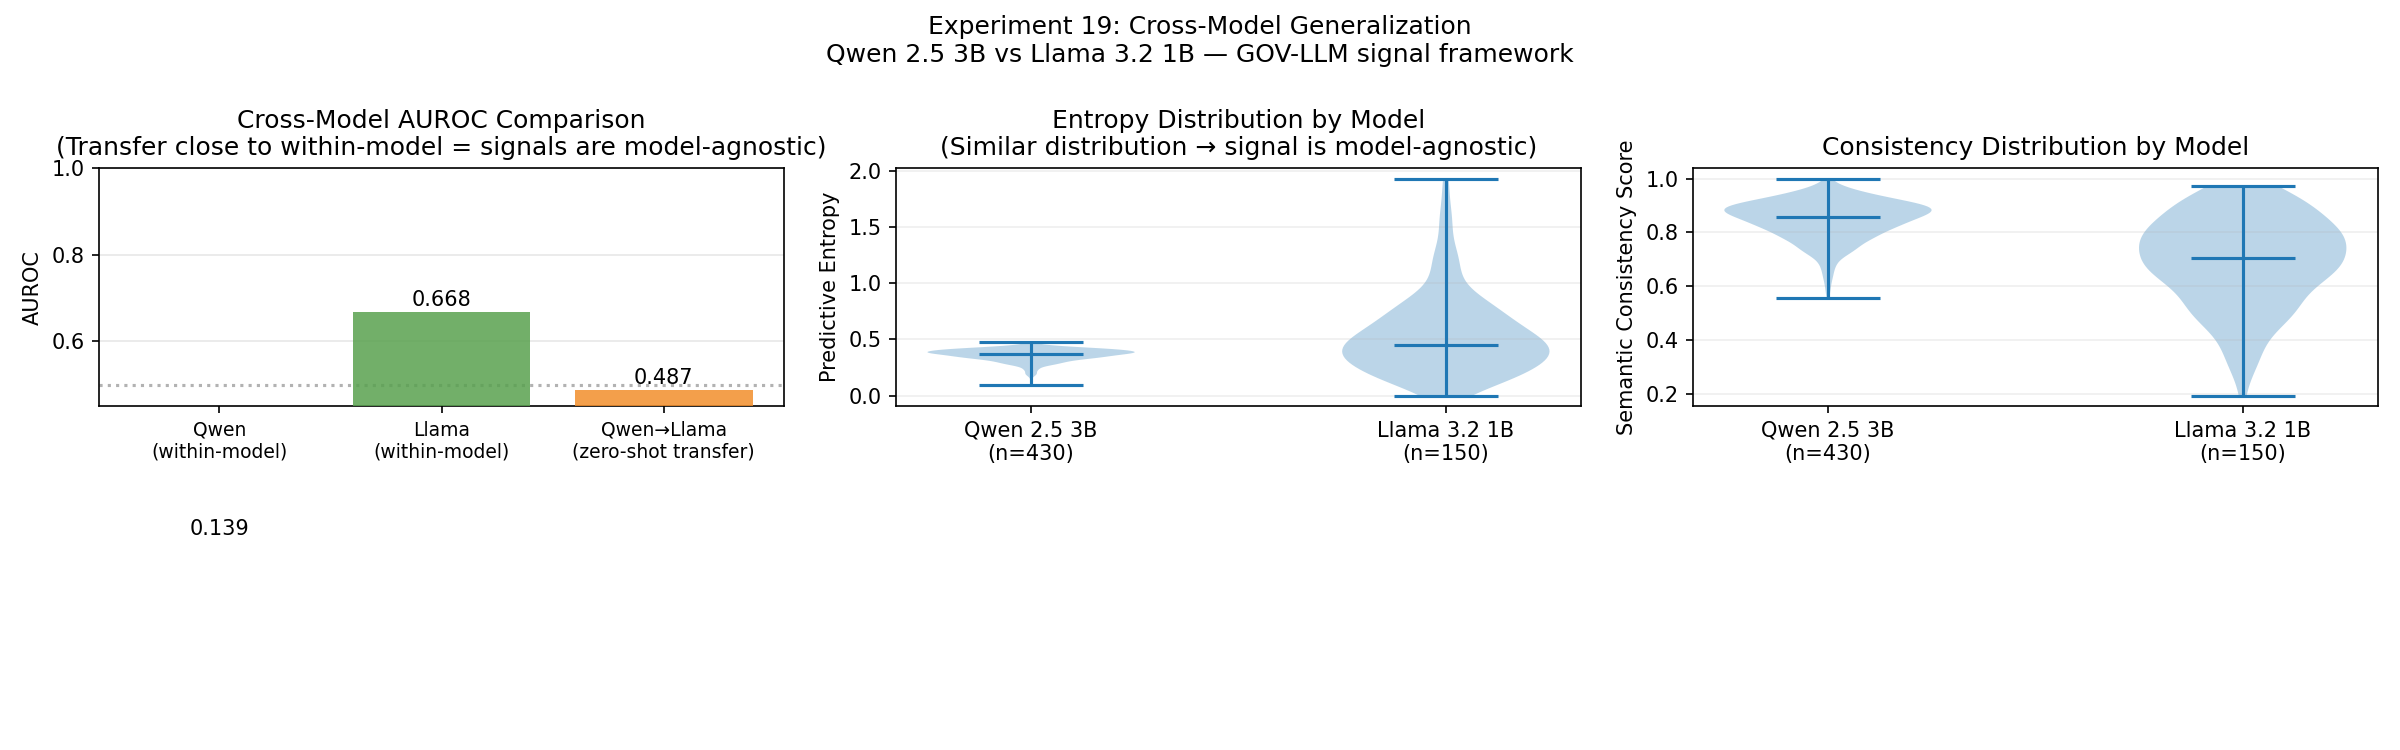 Experiment 19: Cross-Model Generalization
Qwen 2.5 3B vs Llama 3.2 1B — GOV-LLM signal framework
Cross-Model AUROC Comparison
(Transfer close to within-model = signals are model-agnostic)
AUROC
1.0
0.8
0.6
0.668
0.487
Qwen
(within-model)
Llama
(within-model)
Qwen→Llama
(zero-shot transfer)
0.139
Entropy Distribution by Model
(Similar distribution → signal is model-agnostic)
Predictive Entropy
2.0
1.5
1.0
0.5
0.0
Qwen 2.5 3B
(n=430)
Llama 3.2 1B
(n=150)
Consistency Distribution by Model
Semantic Consistency Score
1.0
0.8
0.6
0.4
0.2
Qwen 2.5 3B
(n=430)
Llama 3.2 1B
(n=150)